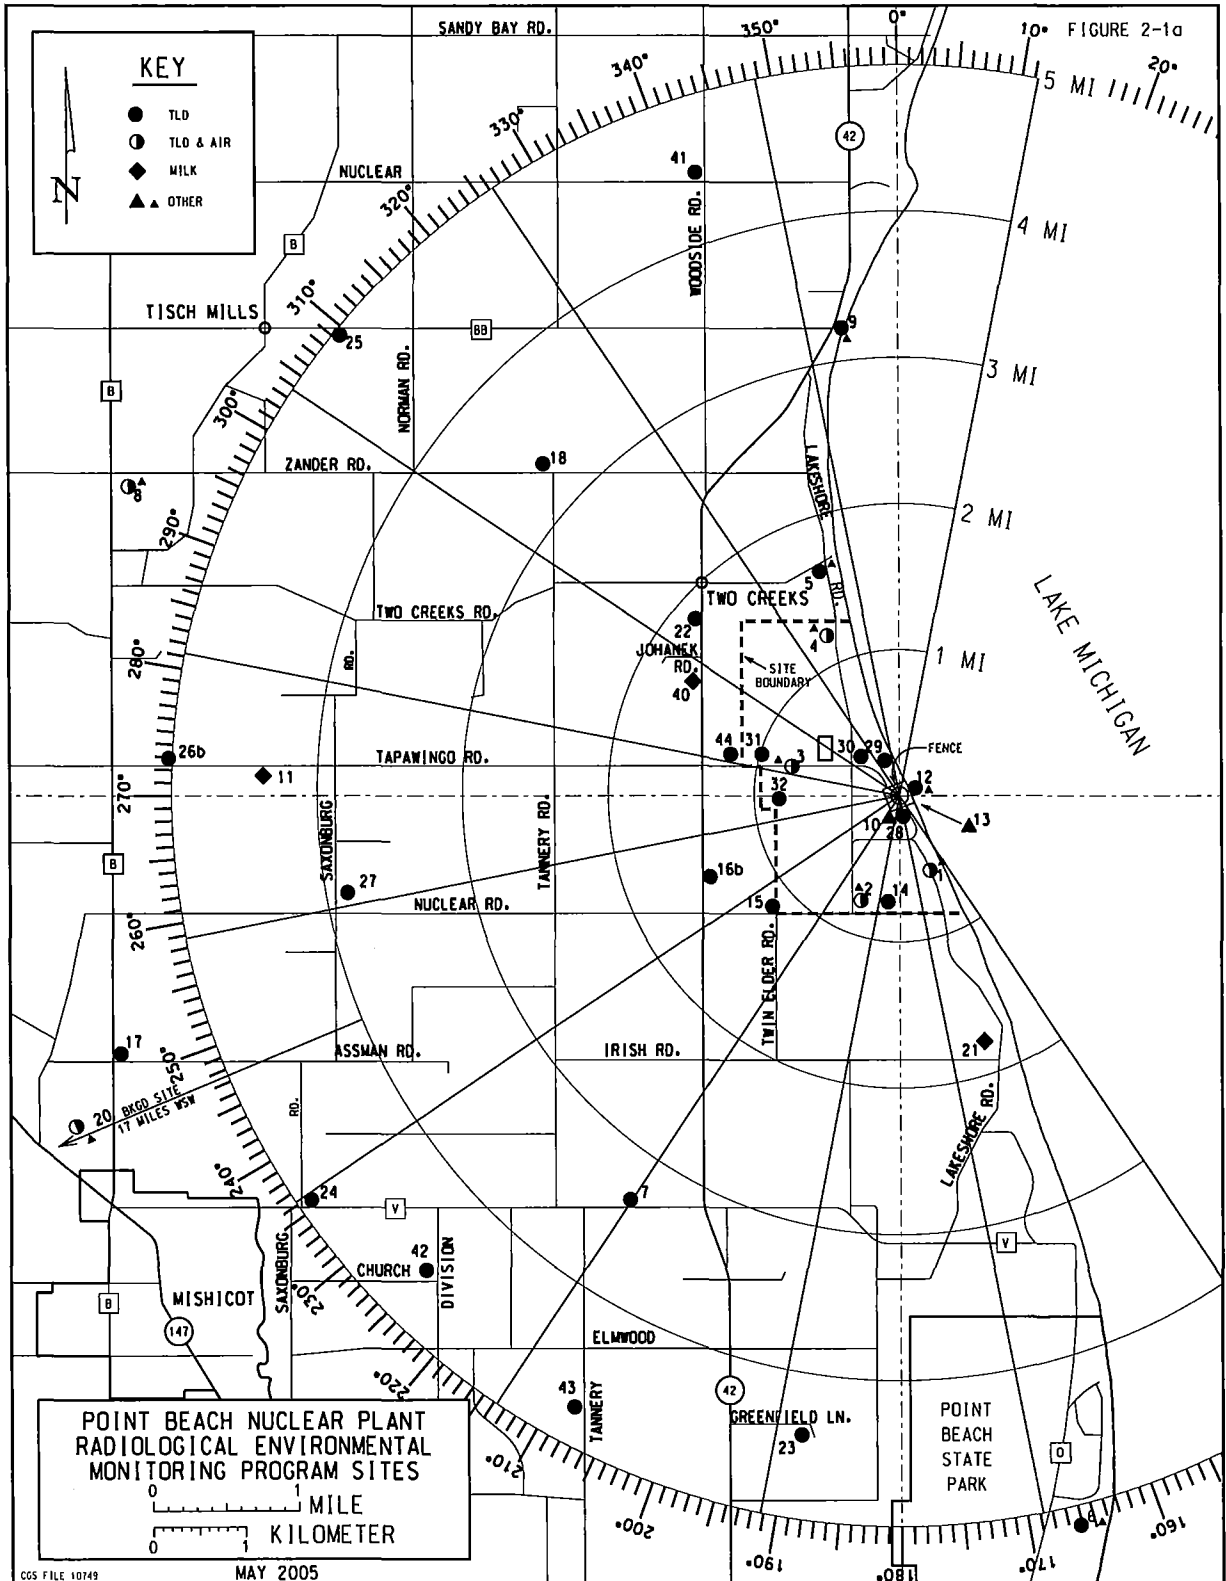 SANDY BAY RD.
0°
FIGURE 2-1a
350°
10°
20°
340°
5 MI
KEY
TLD
TLD & AIR
MILK
OTHER
N
330°
42
NUCLEAR
41
320°
WOODSIDE RD.
4 MI
B
TISCH MILLS
310°
25
BB
9
NORMAN RD.
3 MI
B
300°
ZANDER RD.
18
LAKESHORE
RD.
8
290°
2 MI
5
TWO CREEKS
TWO CREEKS RD.
22
4
LAKE MICHIGAN
JOHANEK
RD.
RD.
1 MI
280°
SITE
BOUNDARY
40
26b
TAPAWINGO RD.
44
31
3
30
29
FENCE
11
12
270°
32
10
28
13
SAXONBURG
TANNERY RD.
B
27
16b
1
NUCLEAR RD.
15
2
14
260°
TWIN ELDER RD.
17
250°
ASSMAN RD.
IRISH RD.
21
20
BKGD SITE
17 MILES WSW
RD.
LAKESHORE RD.
240°
24
V
7
V
SAXONBURG
42
CHURCH
DIVISION
230°
B
MISHICOT
147
ELMWOOD
220°
43
TANNERY
42
GREENFIELD LN.
23
POINT
BEACH
STATE
PARK
O
210°
POINT BEACH NUCLEAR PLANT
RADIOLOGICAL ENVIRONMENTAL
MONITORING PROGRAM SITES
0 1
MILE
KILOMETER
0 1
200°
190°
180°
170°
160°
CGS FILE 10749
MAY 2005